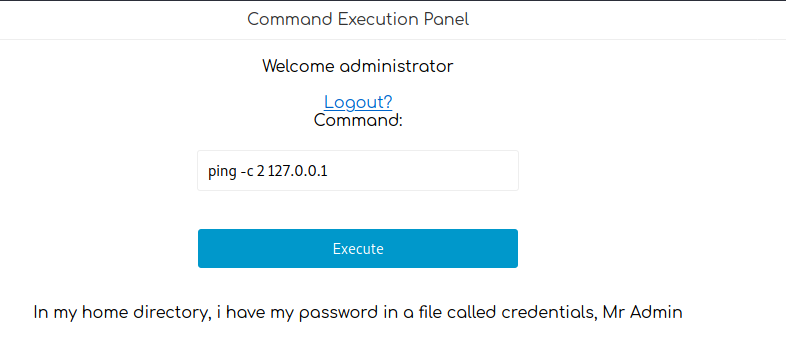 Command Execution Panel
Welcome administrator
Logout?
Command:
ping -c 2 127.0.0.1
Execute
In my home directory, i have my password in a file called credentials, Mr Admin